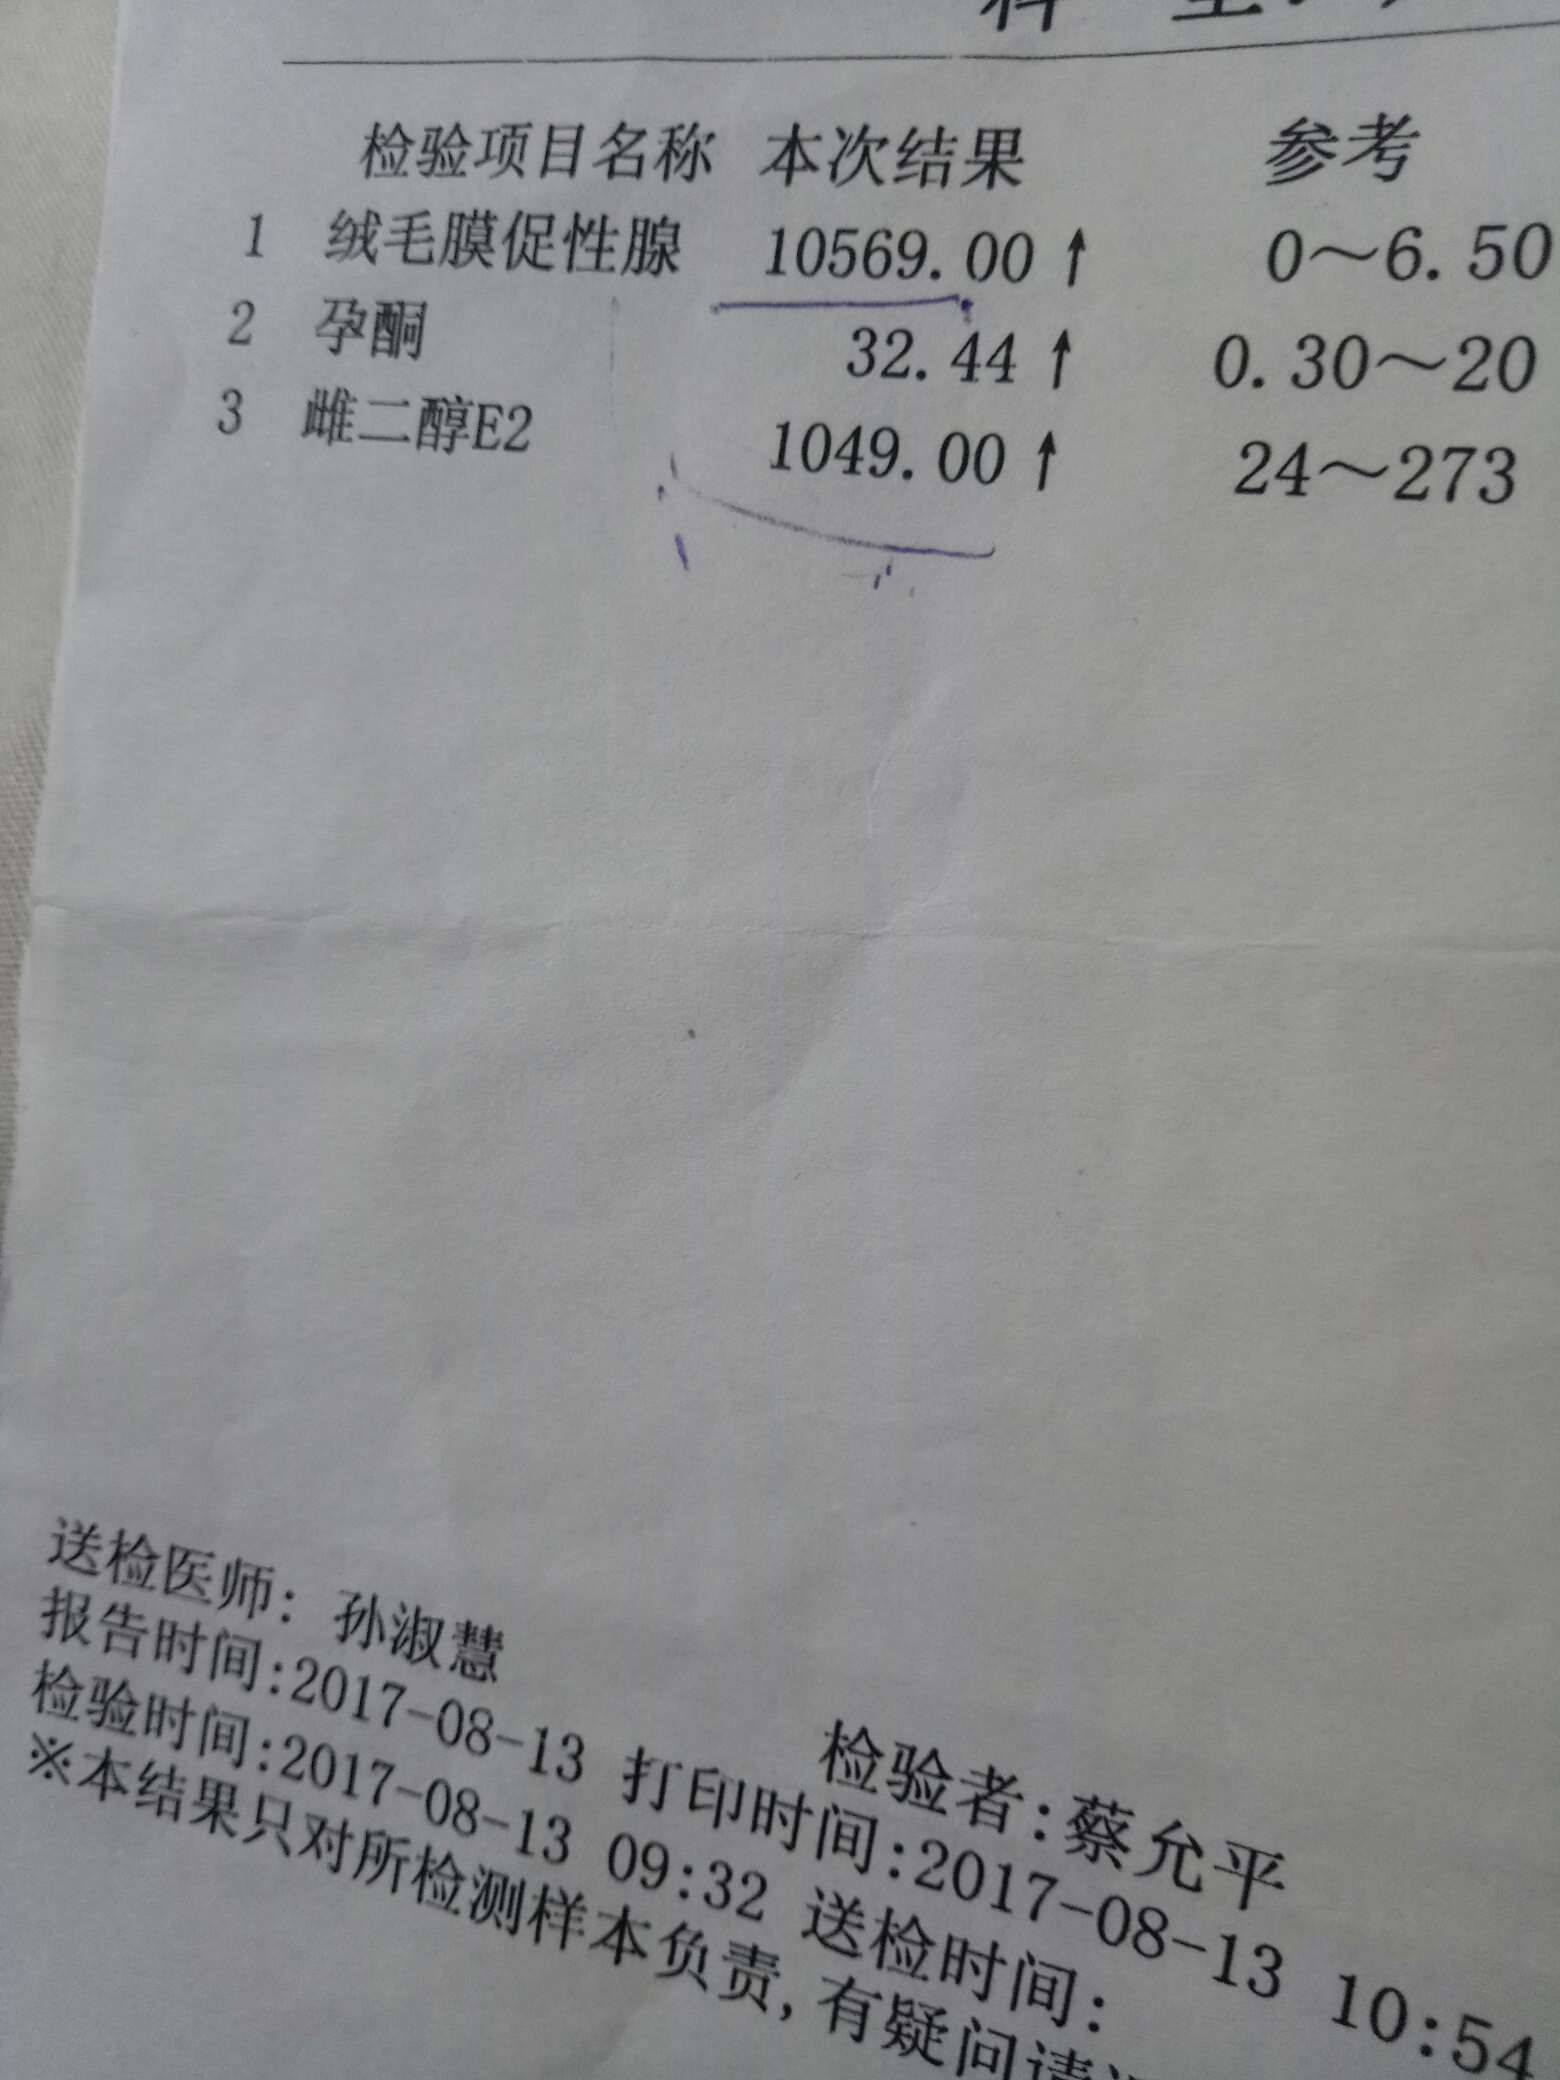 检验项目名称 本次结果 参考
1 绒毛膜促性腺 10569.00↑ 0～6.50
2 孕酮 32.44↑ 0.30～20
3 雌二醇E2 1049.00↑ 24～273
送检医师: 孙淑慧 检验者:蔡允平
报告时间:2017-08-13 打印时间:2017-08-13 10:54
检验时间:2017-08-13 09:32 送检时间:
※本结果只对所检测样本负责,有疑问请